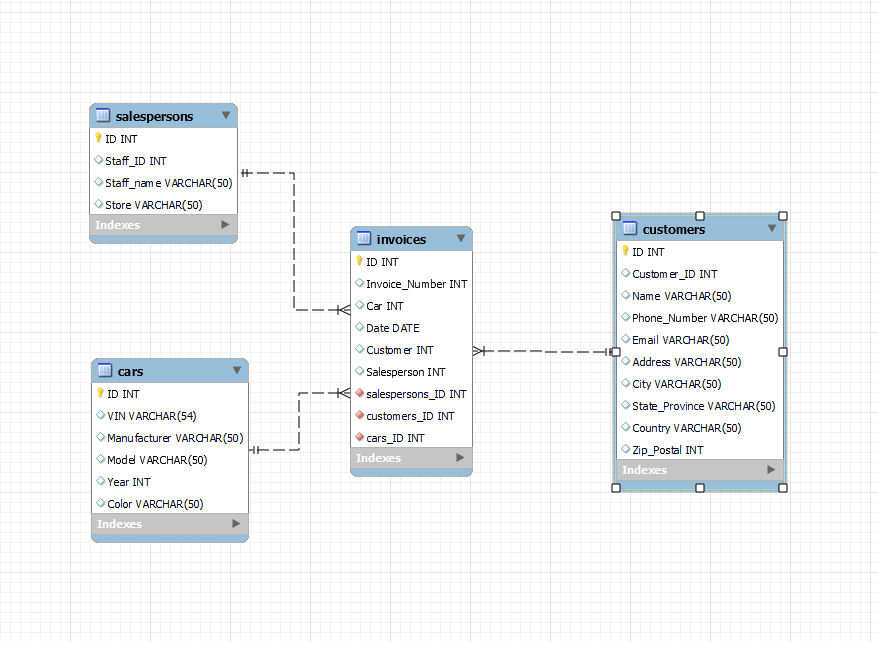 salespersons
ID INT
Staff_ID INT
Staff_name VARCHAR(50)
Store VARCHAR(50)
Indexes
invoices
ID INT
Invoice_Number INT
Car INT
Date DATE
Customer INT
Salesperson INT
salespersons_ID INT
customers_ID INT
cars_ID INT
Indexes
customers
ID INT
Customer_ID INT
Name VARCHAR(50)
Phone_Number VARCHAR(50)
Email VARCHAR(50)
Address VARCHAR(50)
City VARCHAR(50)
State_Province VARCHAR(50)
Country VARCHAR(50)
Zip_Postal INT
Indexes
cars
ID INT
VIN VARCHAR(54)
Manufacturer VARCHAR(50)
Model VARCHAR(50)
Year INT
Color VARCHAR(50)
Indexes